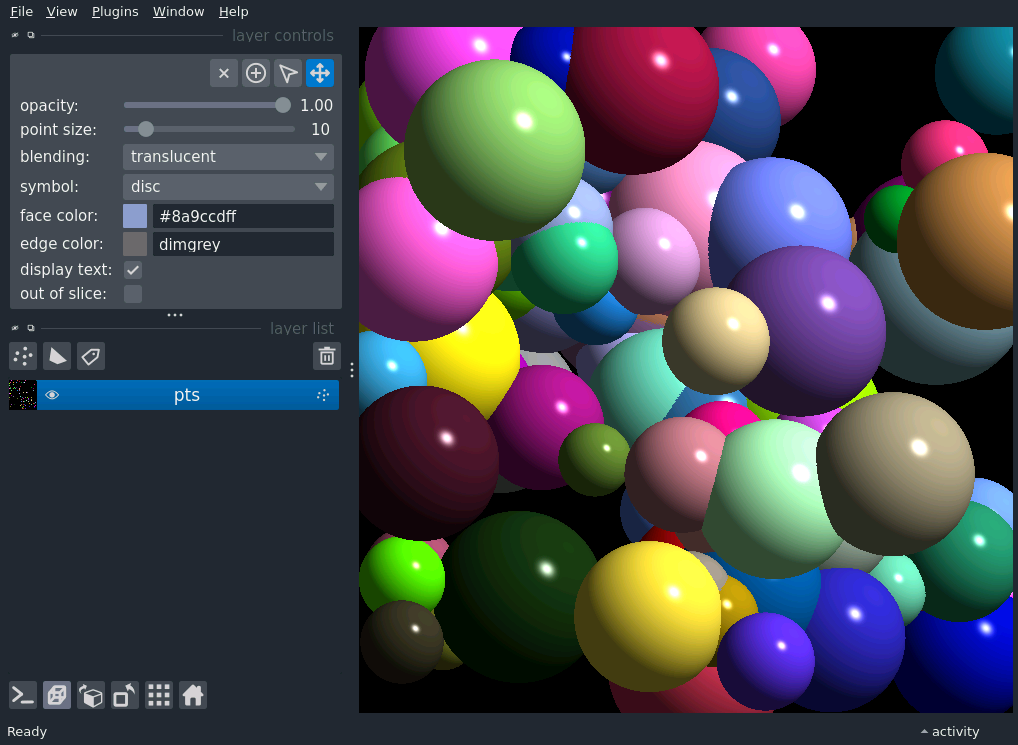 File View Plugins Window Help
layer controls
opacity: 1.00
point size: 10
blending: translucent
symbol: disc
face color: #8a9ccdff
edge color: dimgrey
display text:
out of slice:
layer list
pts
Ready activity